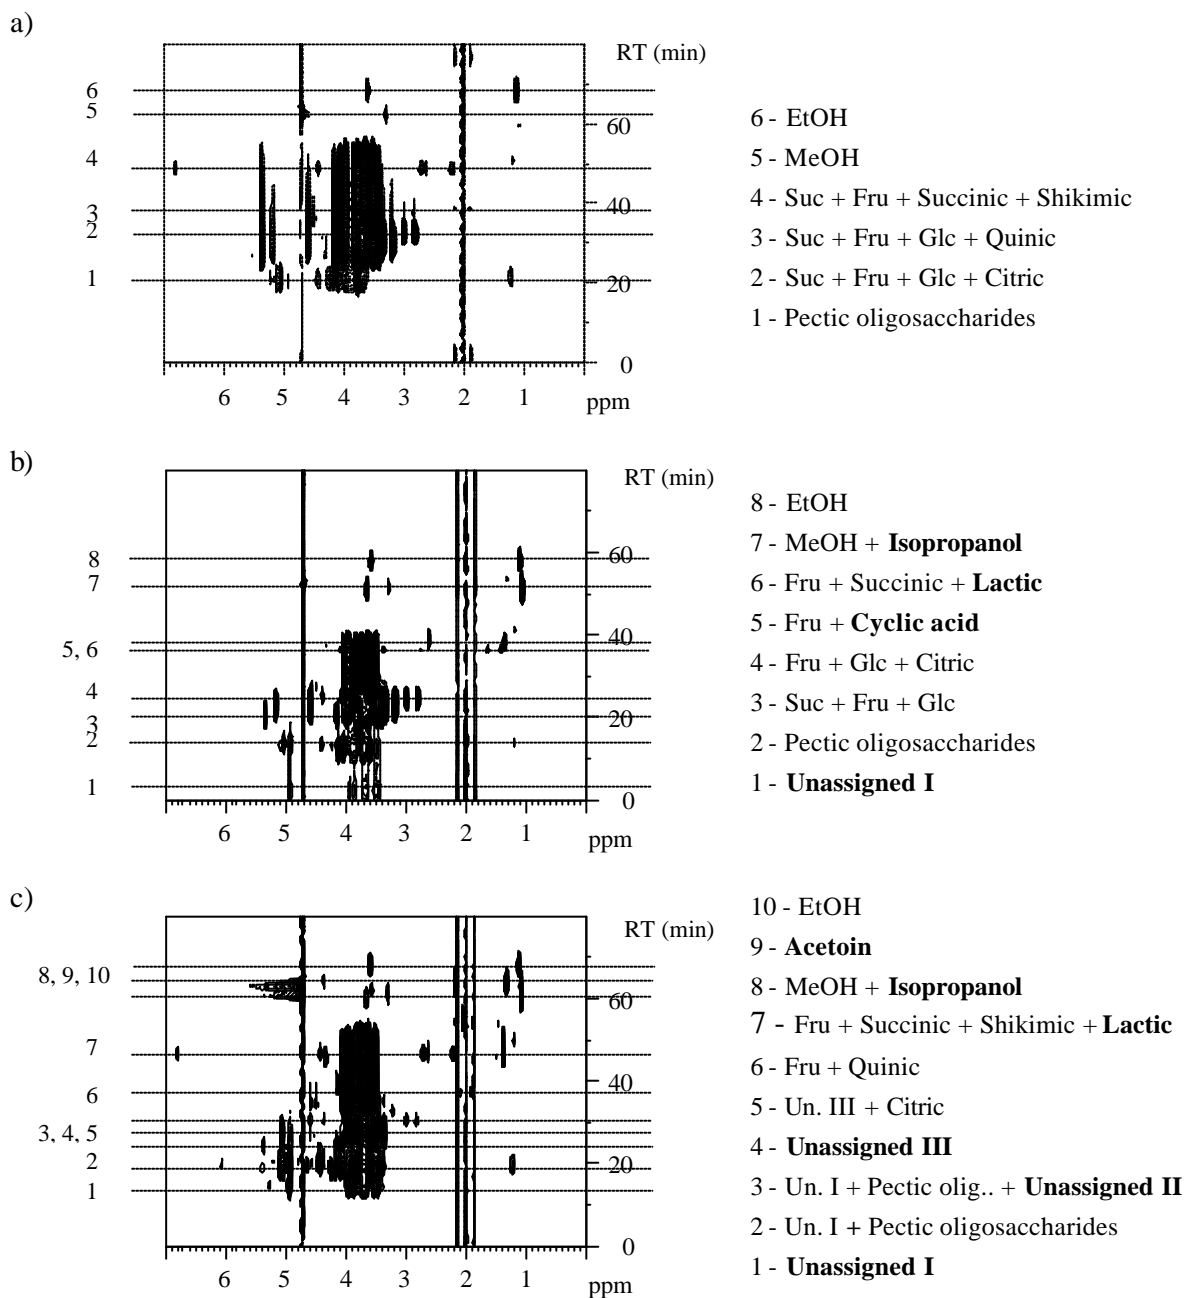 a)
RT (min)
6
5
4
3
2
1
60
40
20
0
6 5 4 3 2 1
ppm
6 - EtOH
5 - MeOH
4 - Suc + Fru + Succinic + Shikimic
3 - Suc + Fru + Glc + Quinic
2 - Suc + Fru + Glc + Citric
1 - Pectic oligosaccharides
b)
RT (min)
8
7
5, 6
4
3
2
1
60
40
20
0
6 5 4 3 2 1
ppm
8 - EtOH
7 - MeOH + Isopropanol
6 - Fru + Succinic + Lactic
5 - Fru + Cyclic acid
4 - Fru + Glc + Citric
3 - Suc + Fru + Glc
2 - Pectic oligosaccharides
1 - Unassigned I
c)
RT (min)
8, 9, 10
7
6
3, 4, 5
2
1
60
40
20
0
6 5 4 3 2 1
ppm
10 - EtOH
9 - Acetoin
8 - MeOH + Isopropanol
7 - Fru + Succinic + Shikimic + Lactic
6 - Fru + Quinic
5 - Un. III + Citric
4 - Unassigned III
3 - Un. I + Pectic olig.. + Unassigned II
2 - Un. I + Pectic oligosaccharides
1 - Unassigned I